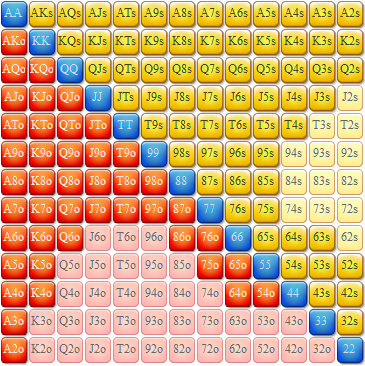 AA AKs AQs AJs ATs A9s A8s A7s A6s A5s A4s A3s A2s
AKo KK KQs KJs KTs K9s K8s K7s K6s K5s K4s K3s K2s
AQo KQo QQ QJs QTs Q9s Q8s Q7s Q6s Q5s Q4s Q3s Q2s
AJo KJo QJo JJ JTs J9s J8s J7s J6s J5s J4s J3s J2s
ATo KTo QTo JTo TT T9s T8s T7s T6s T5s T4s T3s T2s
A9o K9o Q9o J9o T9o 99 98s 97s 96s 95s 94s 93s 92s
A8o K8o Q8o J8o T8o 98o 88 87s 86s 85s 84s 83s 82s
A7o K7o Q7o J7o T7o 97o 87o 77 76s 75s 74s 73s 72s
A6o K6o Q6o J6o T6o 96o 86o 76o 66 65s 64s 63s 62s
A5o K5o Q5o J5o T5o 95o 85o 75o 65o 55 54s 53s 52s
A4o K4o Q4o J4o T4o 94o 84o 74o 64o 54o 44 43s 42s
A3o K3o Q3o J3o T3o 93o 83o 73o 63o 53o 43o 33 32s
A2o K2o Q2o J2o T2o 92o 82o 72o 62o 52o 42o 32o 22